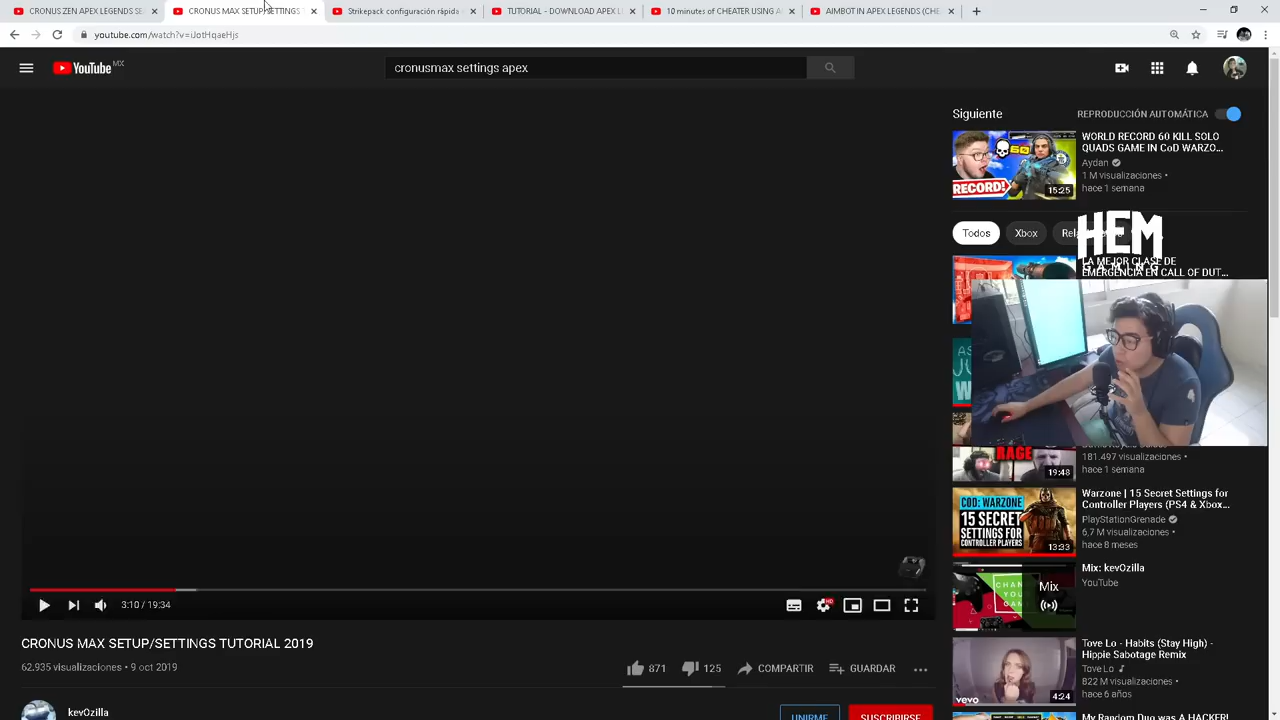 CRONUS ZEN APEX LEGENDS SE
CRONUS MAX SETUP/SETTINGS
Strikepack configuración rápida
TUTORIAL - DOWNLOAD APEX L
10 minutes of CHEATER USING A
AIMBOT IN APEX LEGENDS (CHE
YouTube MX
cronusmax settings apex
Siguiente
REPRODUCCIÓN AUTOMÁTICA
60
RECORD!
15:25
WORLD RECORD 60 KILL SOLO
QUADS GAME IN CoD WARZO...
Aydan
1 M visualizaciones •
hace 1 semana
Todos
Xbox
HEM
GAMING
LA MEJOR CLASE DE
EMERGENCIA EN CALL OF DUT...
RAGE
19:48
181.497 visualizaciones •
hace 1 semana
COD: WARZONE
15 SECRET
SETTINGS FOR
CONTROLLER
PLAYERS
13:33
Warzone | 15 Secret Settings for
Controller Players (PS4 & Xbox...
PlayStationGrenade
6,7 M visualizaciones •
hace 8 meses
Mix
Mix: kevOzilla
YouTube
3:10 / 19:34
HD
CRONUS MAX SETUP/SETTINGS TUTORIAL 2019
62.935 visualizaciones • 9 oct 2019
871
125
COMPARTIR
GUARDAR
vevo
4:24
Tove Lo - Habits (Stay High) -
Hippie Sabotage Remix
Tove Lo
822 M visualizaciones •
hace 6 años
kevOzilla
UNIRME
SUSCRIBIRSE
My Random Duo was A HACKER!